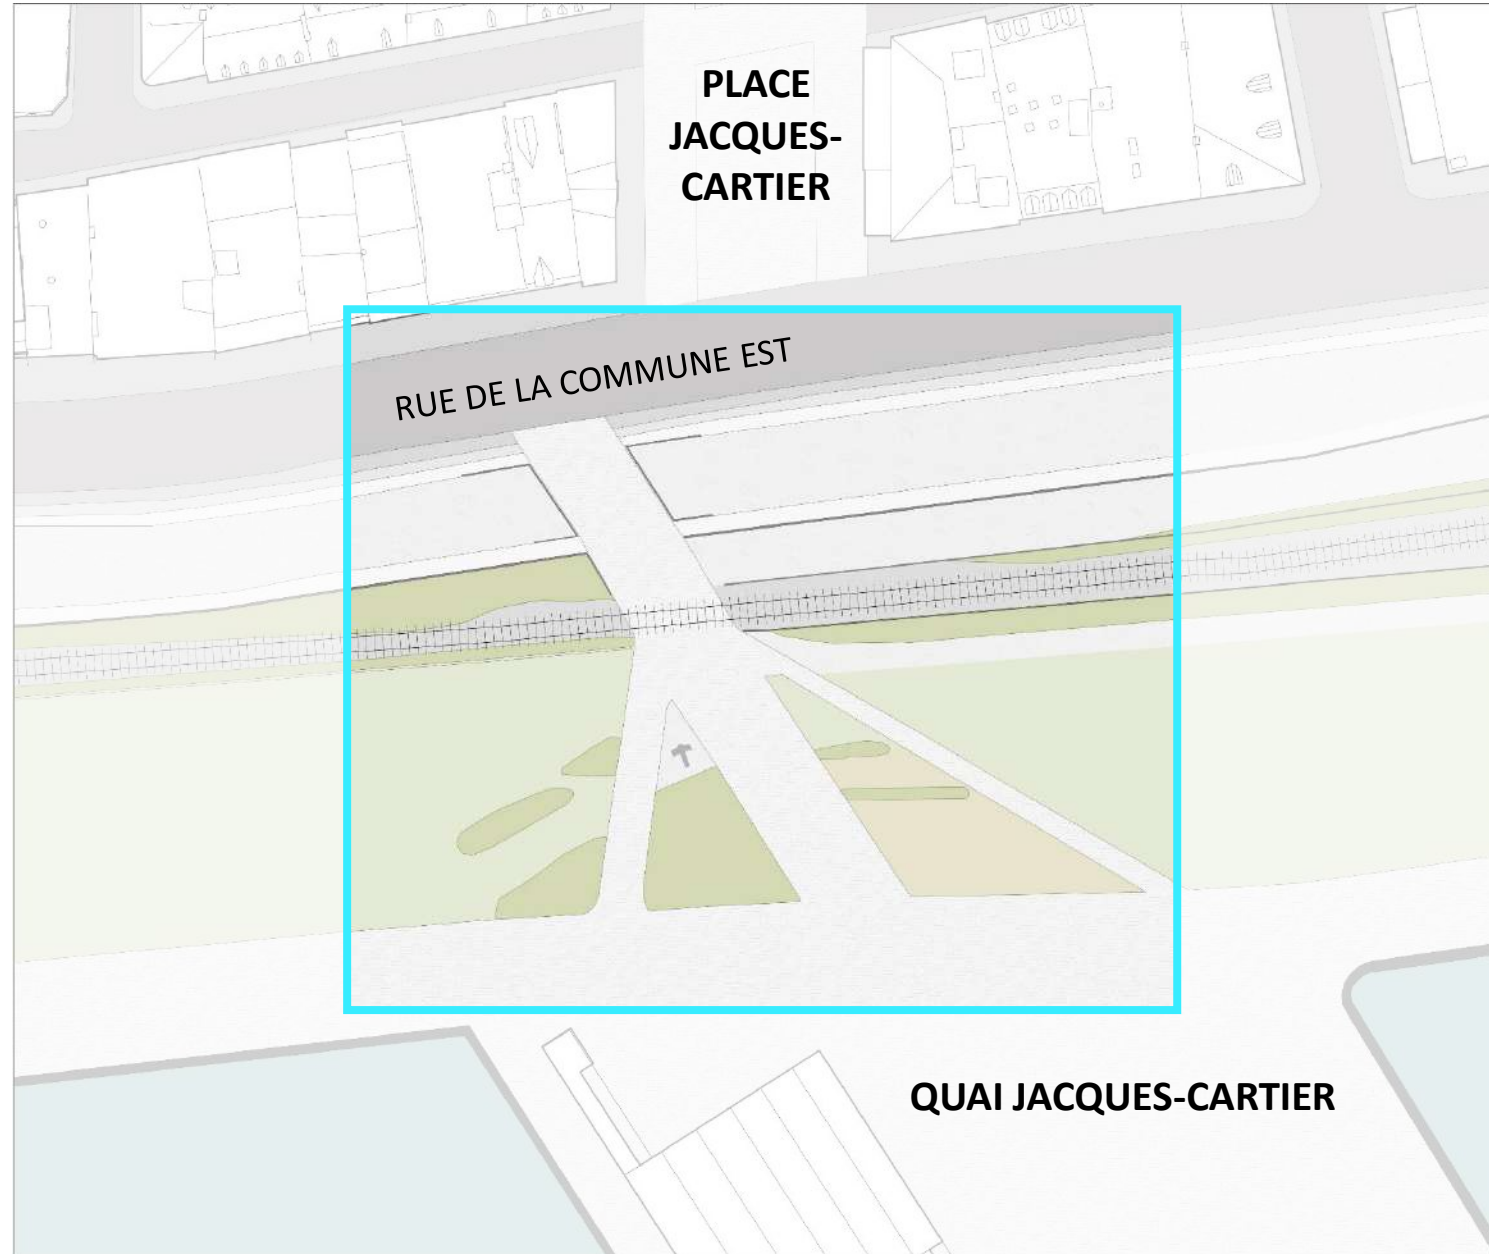 PLACE
JACQUES-
CARTIER
RUE DE LA COMMUNE EST
QUAI JACQUES-CARTIER